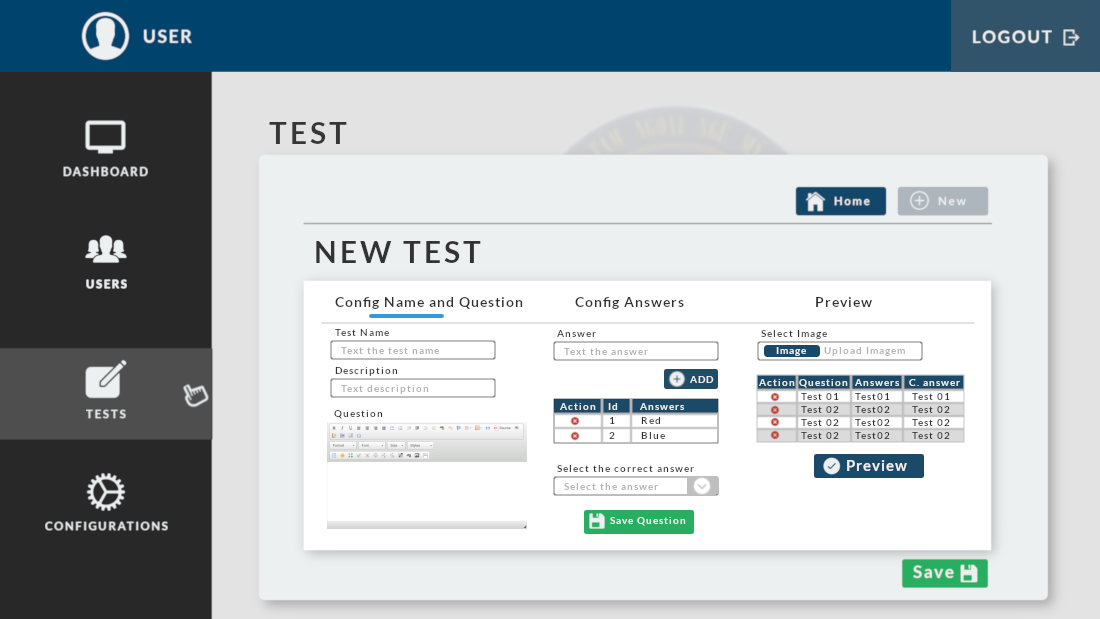 USER
LOGOUT
DASHBOARD
USERS
TESTS
CONFIGURATIONS
TEST
Home
New
NEW TEST
Config Name and Question
Test Name
Text the test name
Description
Text description
Question
Config Answers
Answer
Text the answer
ADD
Action Id Answers
1 Red
2 Blue
Select the correct answer
Select the answer
Save Question
Preview
Select Image
Image Upload Imagem
Action Question Answers C. answer
Test 01 Test01 Test 01
Test 02 Test02 Test 02
Test 02 Test02 Test 02
Test 02 Test02 Test 02
Preview
Save